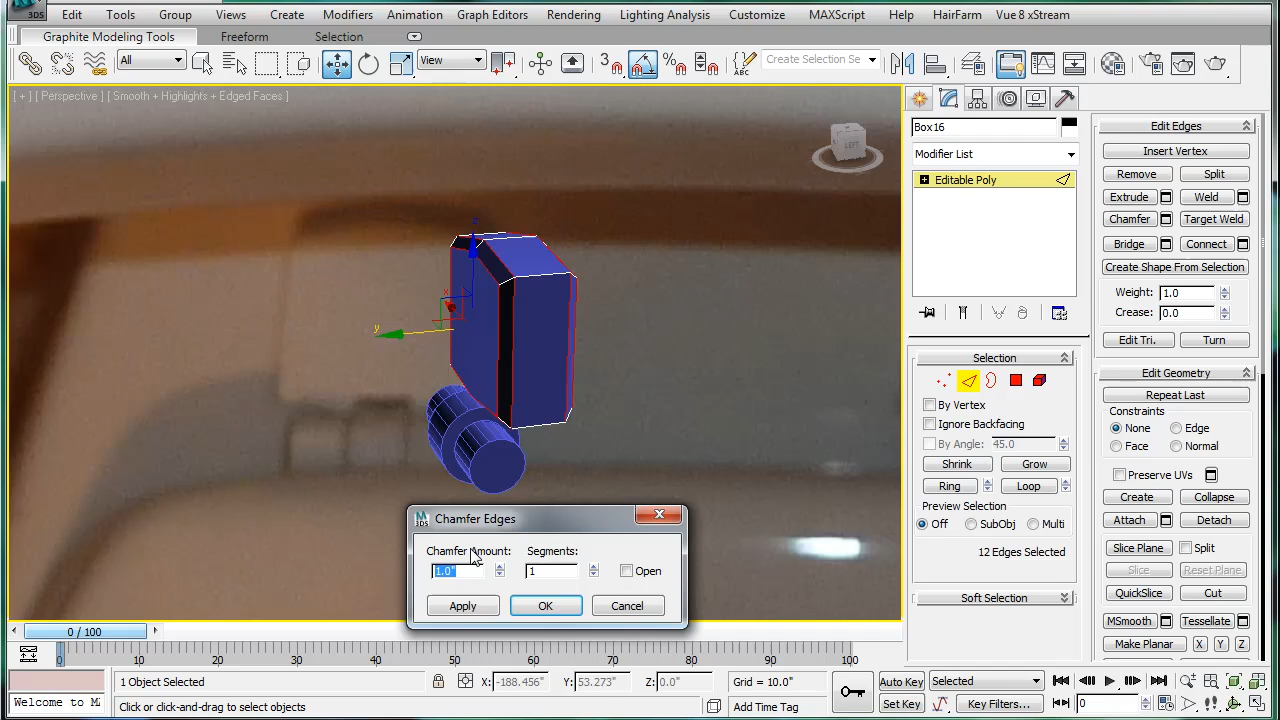 3DS
Edit Tools Group Views Create Modifiers Animation Graph Editors Rendering Lighting Analysis Customize MAXScript Help HairFarm Vue 8 xStream
Graphite Modeling Tools Freeform Selection
All View 3 ABC Create Selection Se
[ + ] [ Perspective ] [ Smooth + Highlights + Edged Faces ]
LEFT
z
x
y
Box16
Modifier List
Editable Poly
Selection
By Vertex
Ignore Backfacing
By Angle: 45.0
Shrink Grow
Ring Loop
Preview Selection
Off SubObj Multi
12 Edges Selected
Soft Selection
Edit Edges
Insert Vertex
Remove Split
Extrude Weld
Chamfer Target Weld
Bridge Connect
Create Shape From Selection
Weight: 1.0
Crease: 0.0
Edit Tri. Turn
Edit Geometry
Repeat Last
Constraints
None Edge
Face Normal
Preserve UVs
Create Collapse
Attach Detach
Slice Plane Split
Slice Reset Plane
QuickSlice Cut
MSmooth Tessellate
Make Planar X Y Z
3DS Chamfer Edges
Chamfer Amount: Segments:
1.0" 1 Open
Apply OK Cancel
0 / 100
0 10 20 30 40 50 60 70 80 90 100
1 Object Selected X: -188.456" Y: 53.273" Z: 0.0" Grid = 10.0" Auto Key Selected
Welcome to M Click or click-and-drag to select objects Add Time Tag Set Key Key Filters... 0